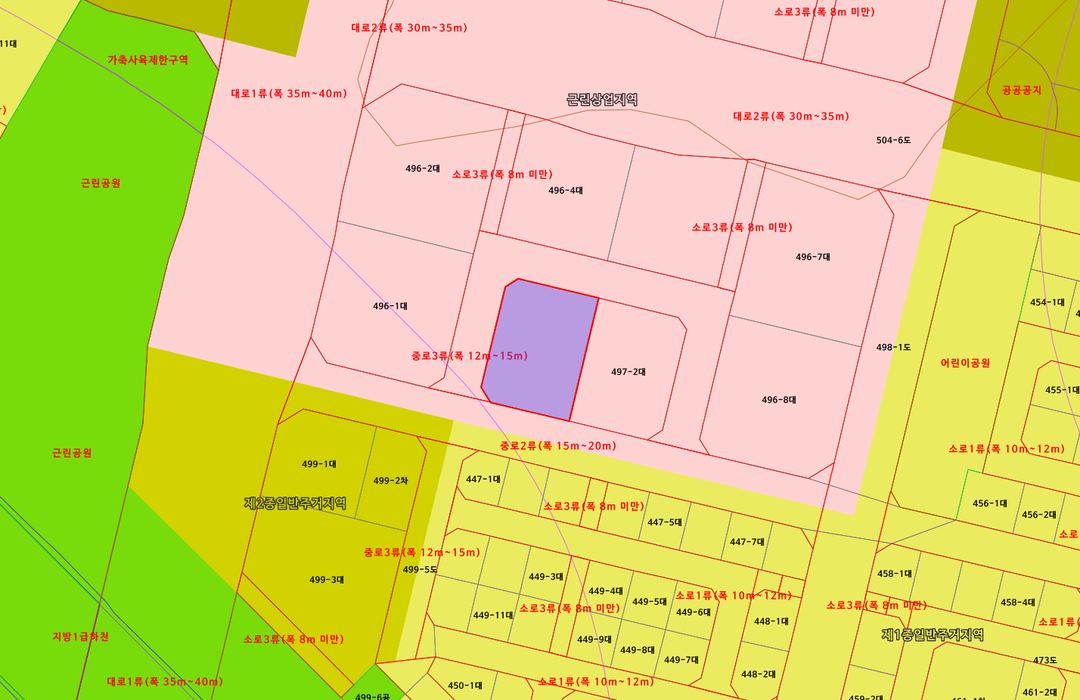 소로3류(폭 8m 미만)
대로2류(폭 30m~35m)
11대
가축사육제한구역
공공공지
대로1류(폭 35m~40m)
근린상업지역
대로2류(폭 30m~35m)
504-6도
496-2대
소로3류(폭 8m 미만)
근린공원
496-4대
소로3류(폭 8m 미만)
496-7대
454-1대
496-1대
498-1도
중로3류(폭 12m~15m)
어린이공원
497-2대
455-1대
496-8대
중로2류(폭 15m~20m)
소로1류(폭 10m~12m)
근린공원
499-1대
499-2차
447-1대
제2종일반주거지역
소로3류(폭 8m 미만)
456-1대
456-2대
447-5대
소로
447-7대
중로3류(폭 12m~15m)
499-5도
499-3대
449-3대
458-1대
449-4대
소로1류(폭 10m~12m)
449-5대
458-4대
소로3류(폭 8m 미만)
소로3류(폭 8m 미만)
449-11대
449-6대
448-1대
소로1류(
지방1급하천
소로3류(폭 8m 미만)
449-9대
제1종일반주거지역
449-8대
449-7대
473도
448-2대
대로1류(폭 35m~40m)
450-1대
소로1류(폭 10m~12m)
461-2대
499-6공
459-2대